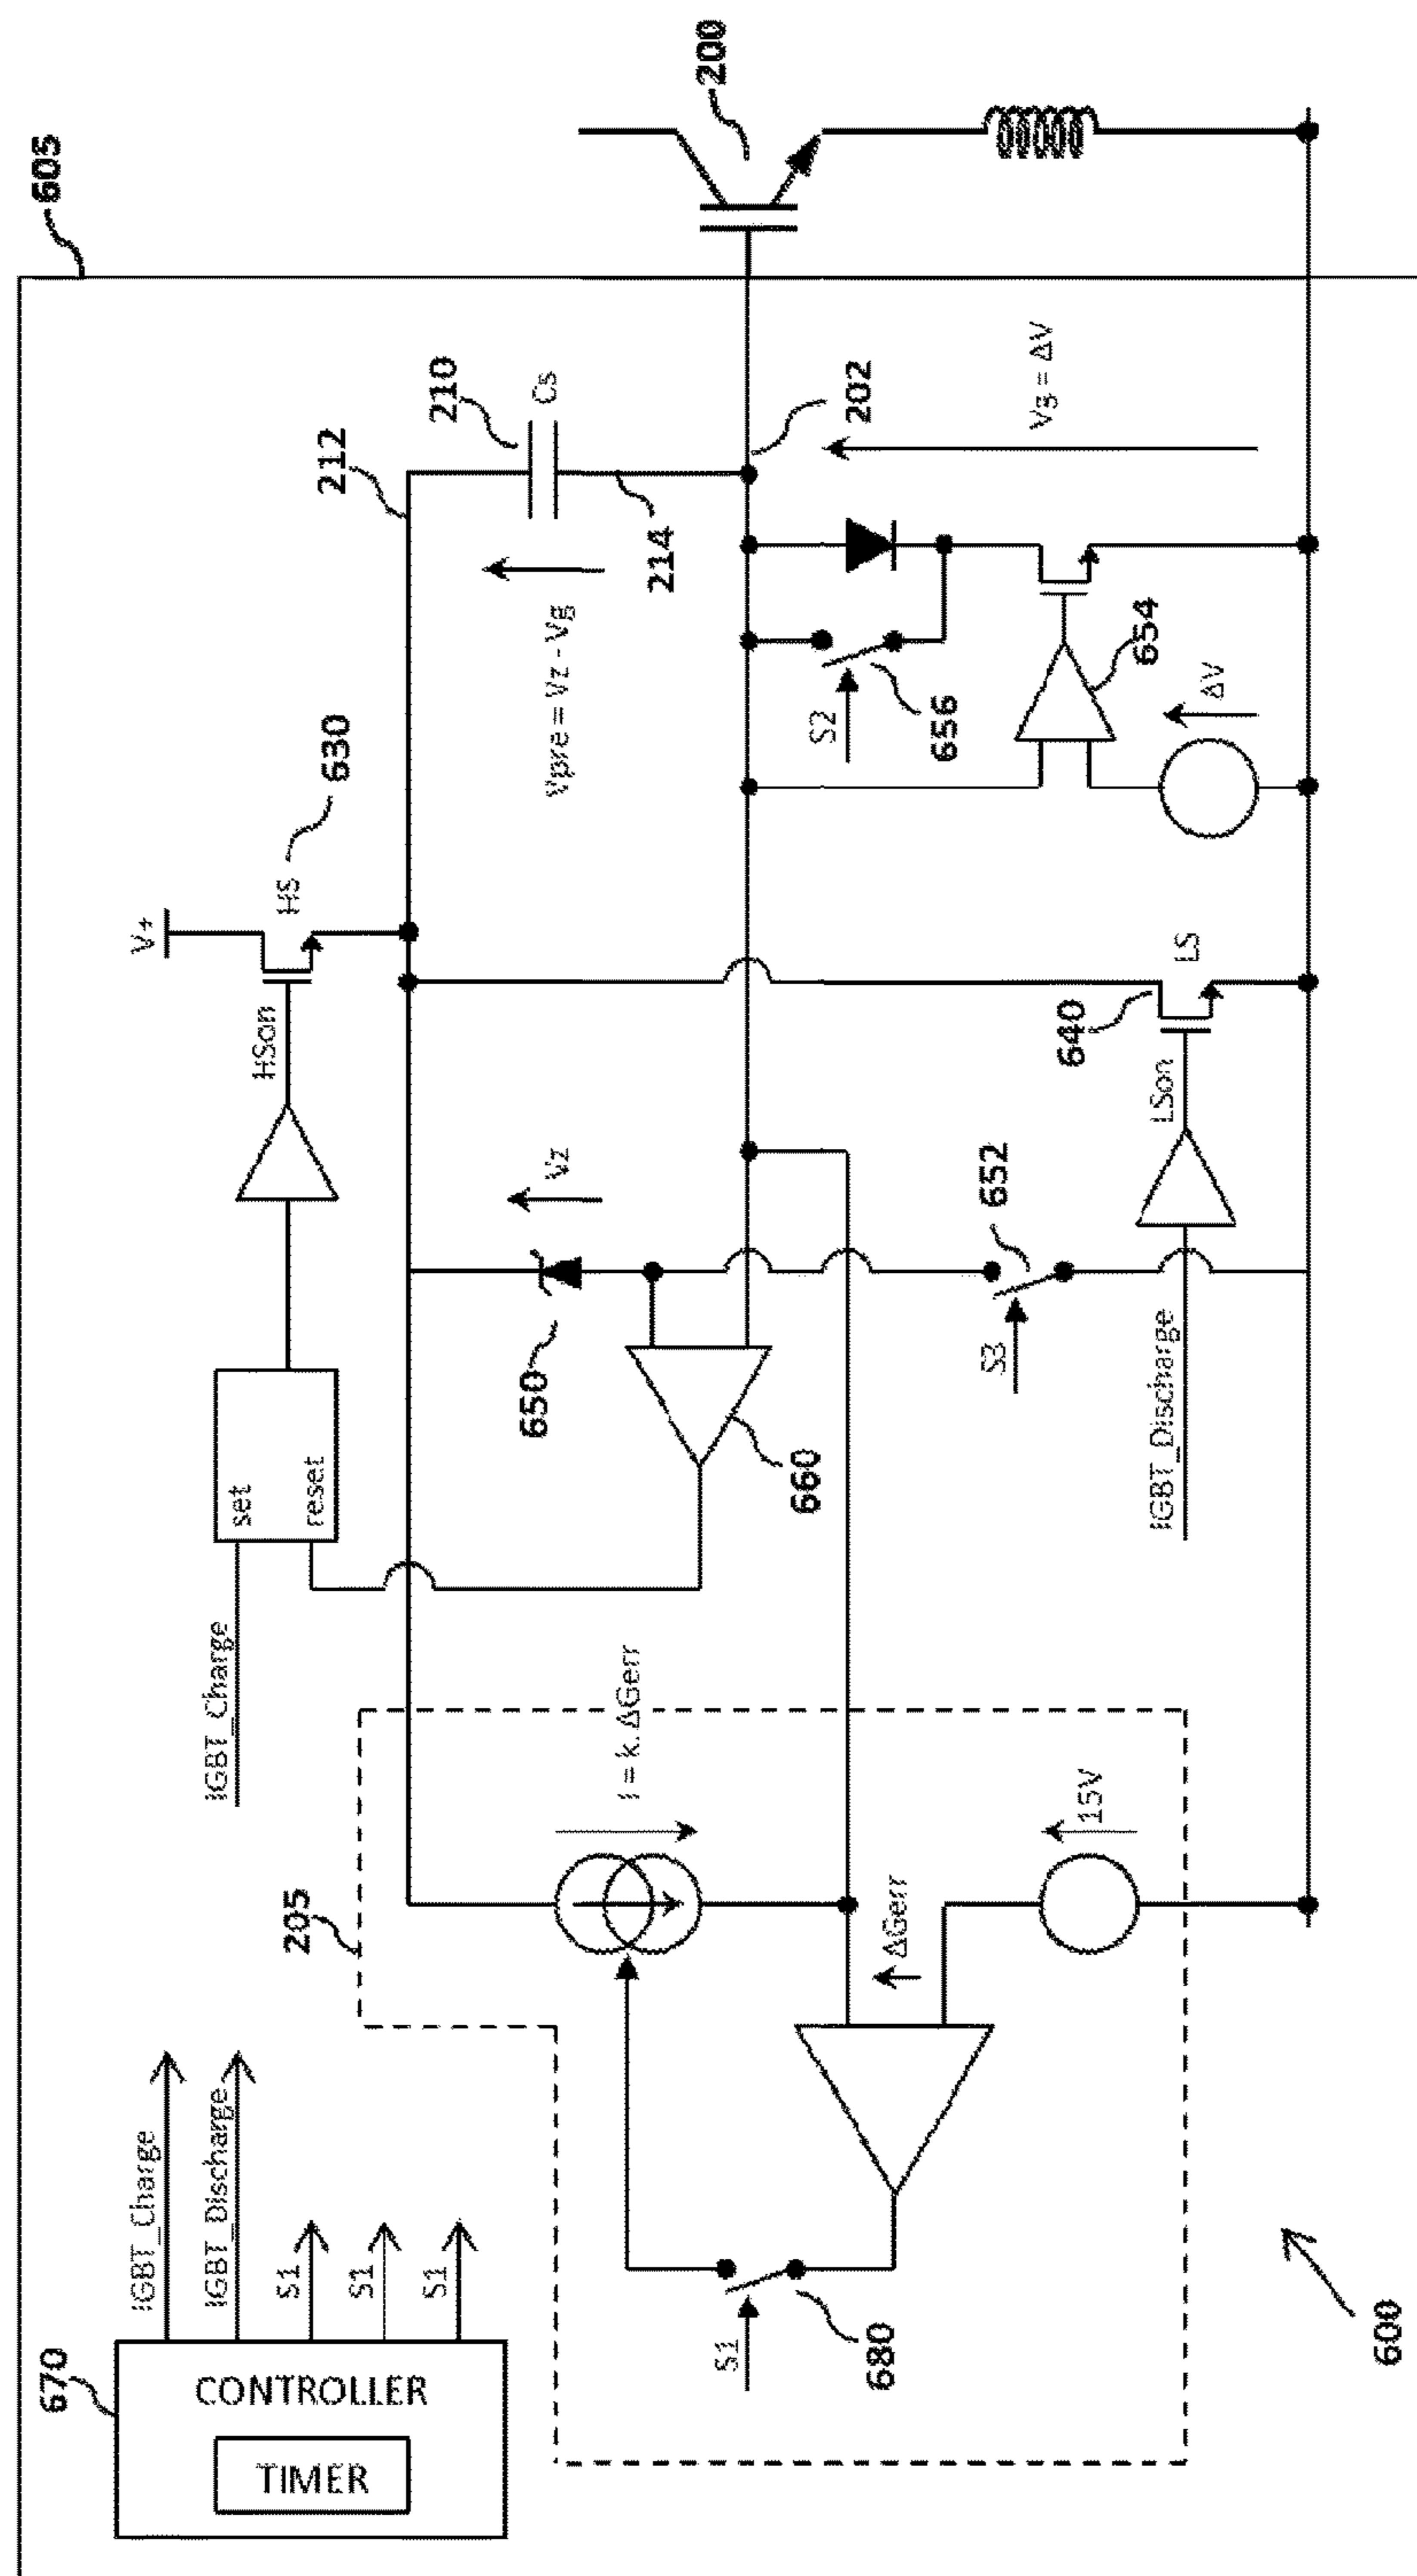 605
200
670
CONTROLLER
TIMER
IGBT_Charge
IGBT_Discharge
S1
S1
S1
IGBT_Charge
set
reset
HSon
V+
HS
630
212
210
Cs
Vpre = Vz - Vg
214
205
I = k.ΔGerr
650
Vz
660
202
S1
680
ΔGerr
15V
S3
652
S2
656
654
ΔV
Vg = ΔV
IGBT_Discharge
LSon
640
LS
600